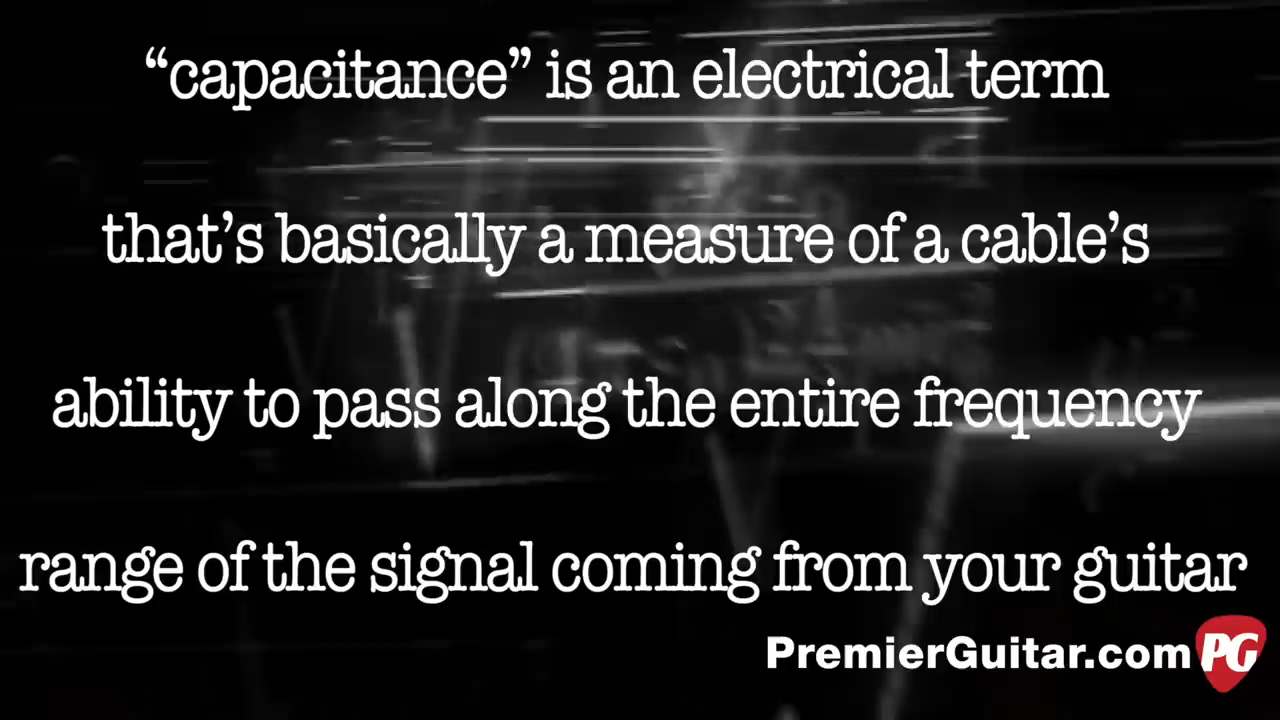 “capacitance” is an electrical term
that’s basically a measure of a cable’s
ability to pass along the entire frequency
range of the signal coming from your guitar
PremierGuitar.com PG